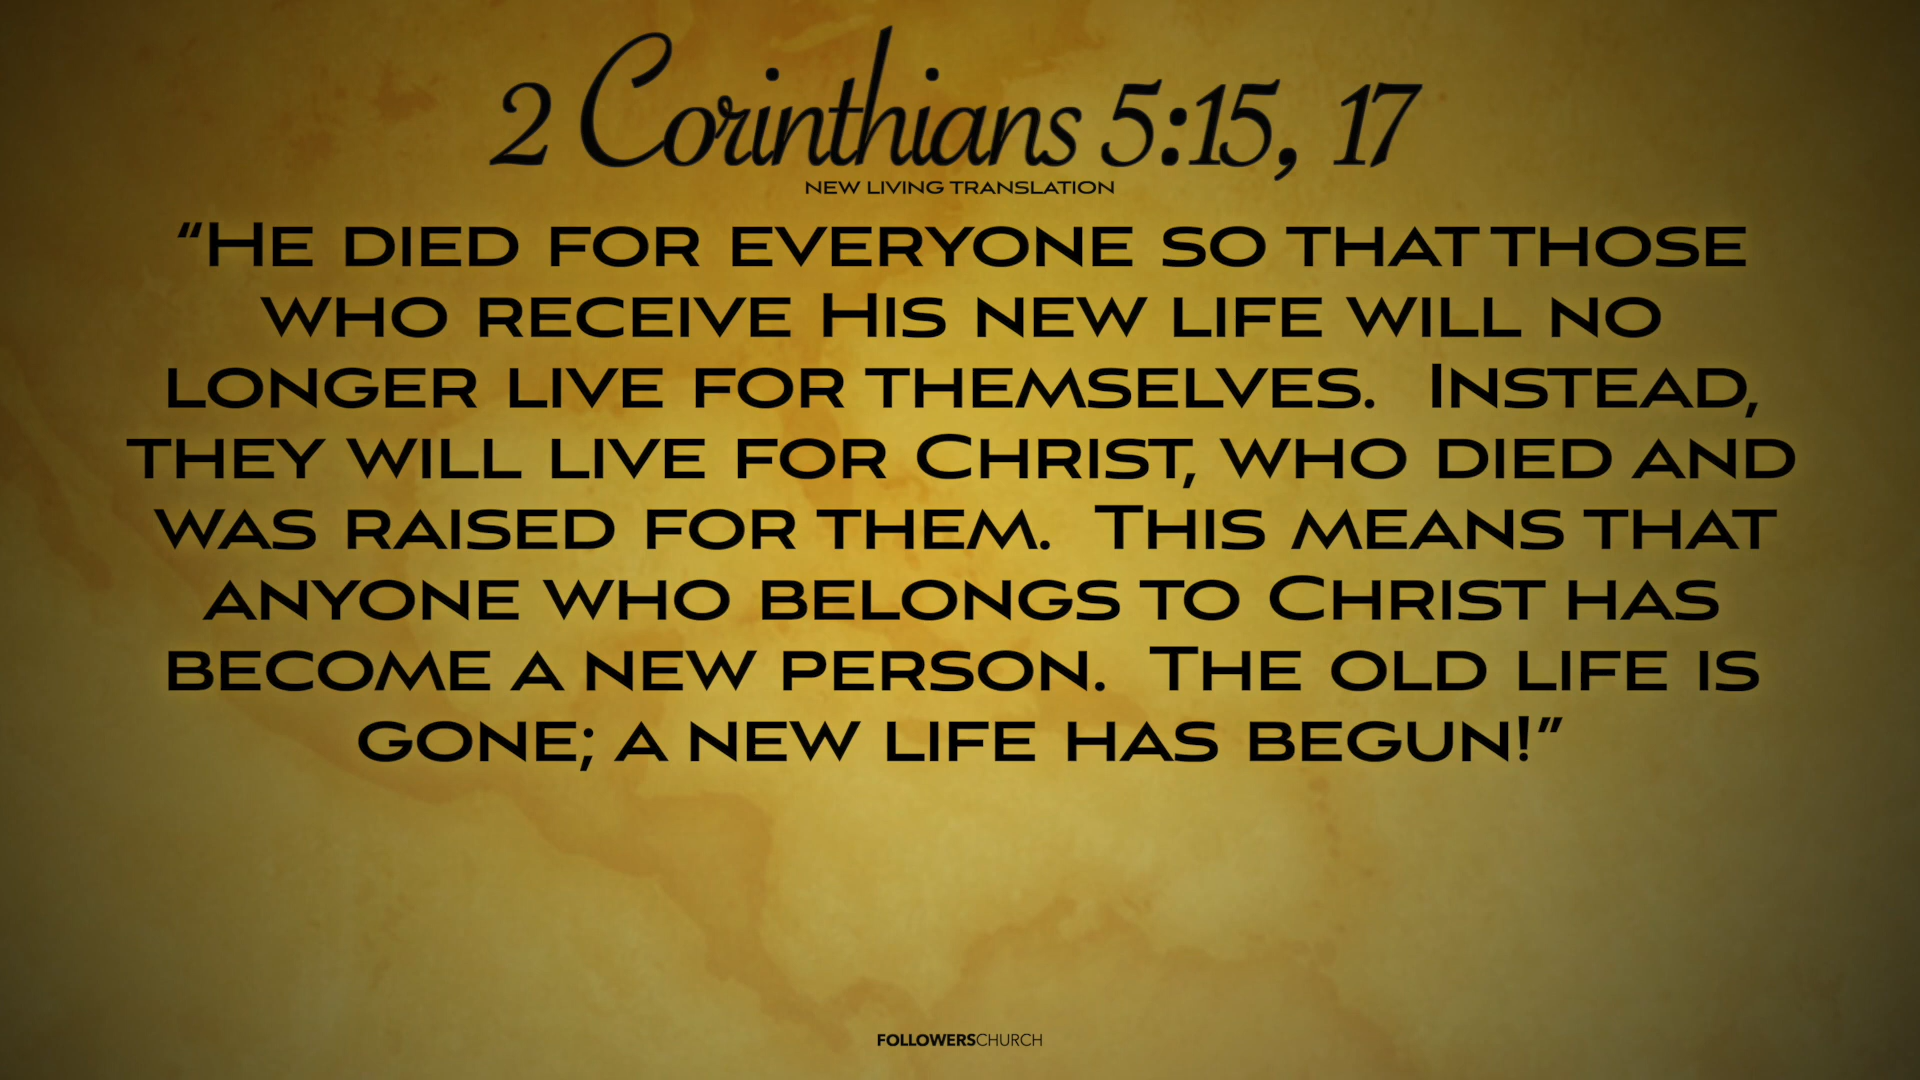 2 Corinthians 5:15, 17
NEW LIVING TRANSLATION
“He died for everyone so that those
who receive His new life will no
longer live for themselves.  Instead,
they will live for Christ, who died and
was raised for them.  This means that
anyone who belongs to Christ has
become a new person.  The old life is
gone; a new life has begun!”
FOLLOWERSCHURCH